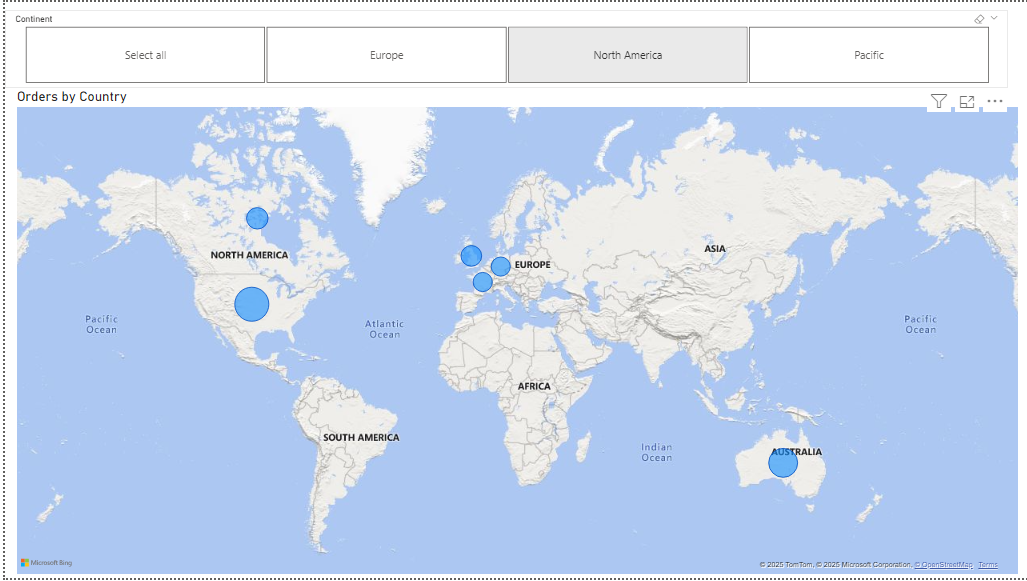 Continent
Select all
Europe
North America
Pacific
Orders by Country
NORTH AMERICA
EUROPE
ASIA
Pacific
Ocean
Atlantic
Ocean
Pacific
Ocean
AFRICA
SOUTH AMERICA
Indian
Ocean
AUSTRALIA
Microsoft Bing
© 2025 TomTom, © 2025 Microsoft Corporation, © OpenStreetMap Terms